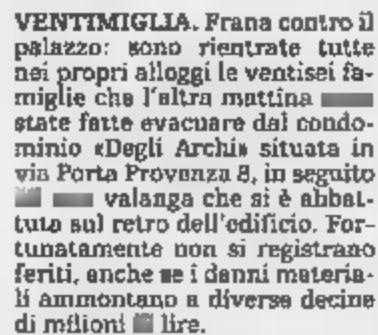 VENTIMIGLIA. Frana contro il
palazzo: sono rientrate tutte
nei propri alloggi le ventisei fa-
miglie che l'altra mattina
state fatte evacuare dal condo-
minio «Degli Archi» situata in
via Porta Provenza 8, in seguito
valanga che si è abbat-
tuta sul retro dell'edificio. For-
tunatamente non si registrano
feriti, anche se i danni materia-
li ammontano a diverse decine
di milioni lire.